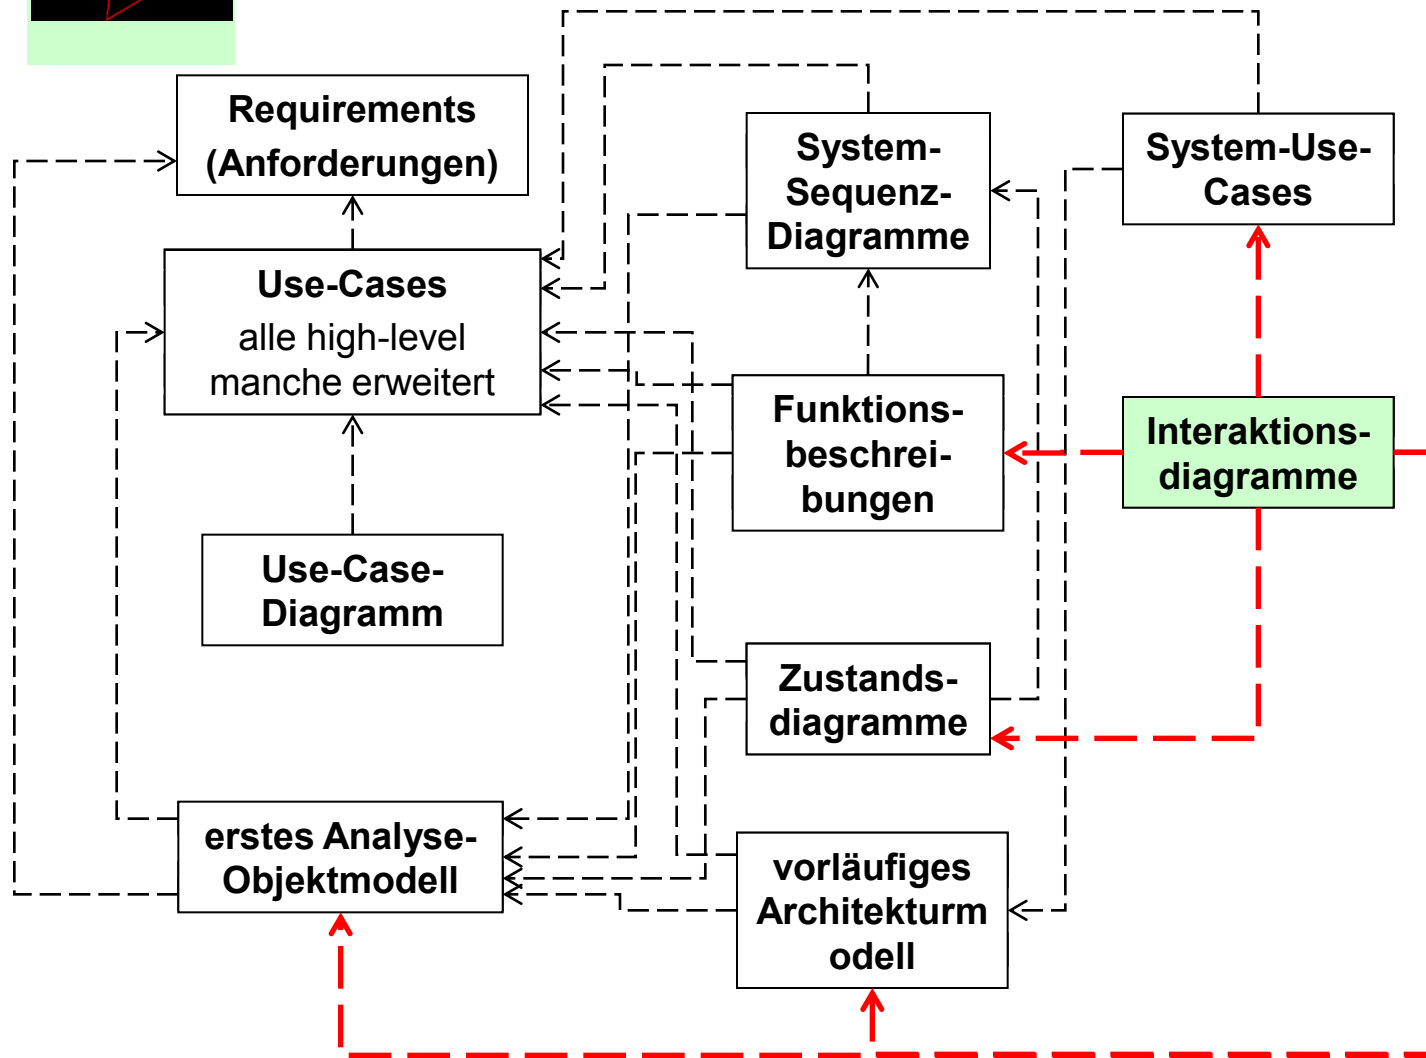 Requirements
(Anforderungen)
System-
Sequenz-
Diagramme
System-Use-
Cases
Use-Cases
alle high-level
manche erweitert
Funktions-
beschrei-
bungen
Interaktions-
diagramme
Use-Case-
Diagramm
Zustands-
diagramme
erstes Analyse-
Objektmodell
vorläufiges
Architekturm
odell